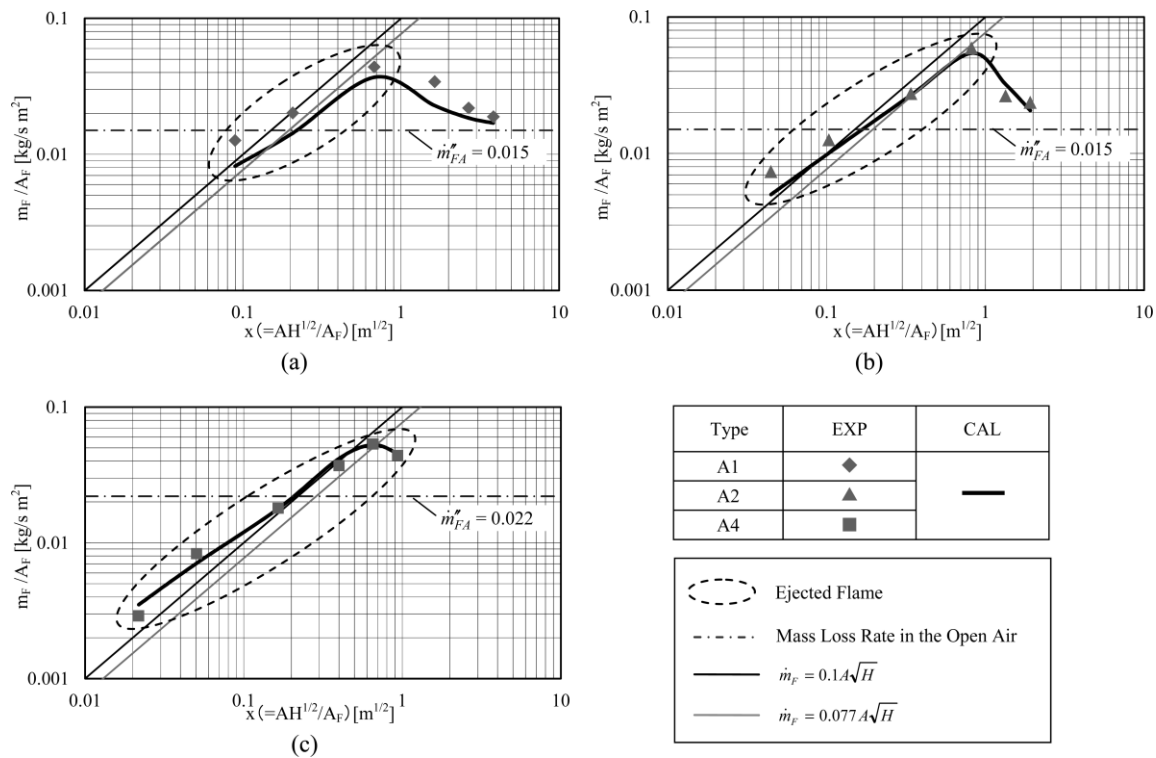 0.1
0.01
0.001
0.01
0.1
1
10
m_F /A_F [kg/s m²]
ṁ″_FA = 0.015
x (=AH^1/2/A_F) [m^1/2]
(a)
0.1
0.01
0.001
0.01
0.1
1
10
m_F /A_F [kg/s m²]
ṁ″_FA = 0.015
x (=AH^1/2/A_F) [m^1/2]
(b)
0.1
0.01
0.001
0.01
0.1
1
10
m_F /A_F [kg/s m²]
ṁ″_FA = 0.022
x (=AH^1/2/A_F) [m^1/2]
(c)
Type EXP CAL
A1
A2
A4
Ejected Flame
Mass Loss Rate in the Open Air
ṁ_F = 0.1A√H
ṁ_F = 0.077A√H